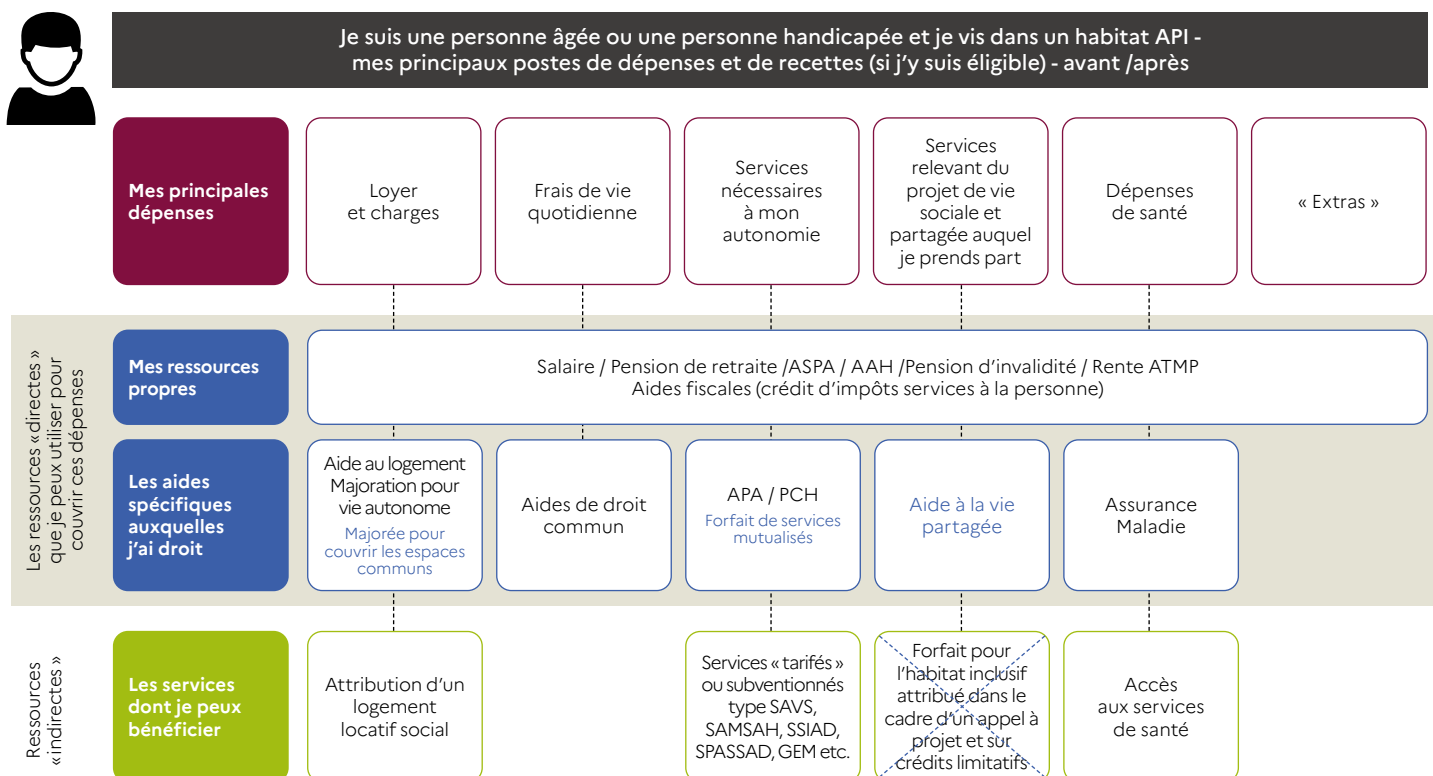 Je suis une personne âgée ou une personne handicapée et je vis dans un habitat API -
mes principaux postes de dépenses et de recettes (si j'y suis éligible) - avant /après
Mes principales
dépenses
Loyer
et charges
Frais de vie
quotidienne
Services
nécessaires
à mon
autonomie
Services
relevant du
projet de vie
sociale et
partagée auquel
je prends part
Dépenses
de santé
« Extras »
Les ressources «directes »
que je peux utiliser pour
couvrir ces dépenses
Mes ressources
propres
Salaire / Pension de retraite /ASPA / AAH /Pension d'invalidité / Rente ATMP
Aides fiscales (crédit d'impôts services à la personne)
Les aides
spécifiques
auxquelles
j'ai droit
Aide au logement
Majoration pour
vie autonome
Majorée pour
couvrir les espaces
communs
Aides de droit
commun
APA / PCH
Forfait de services
mutualisés
Aide à la vie
partagée
Assurance
Maladie
Ressources
«indirectes »
Les services
dont je peux
bénéficier
Attribution d'un
logement
locatif social
Services « tarifés »
ou subventionnés
type SAVS,
SAMSAH, SSIAD,
SPASSAD, GEM etc.
Forfait pour
l'habitat inclusif
attribué dans le
cadre d'un appel à
projet et sur
crédits limitatifs
Accès
aux services
de santé